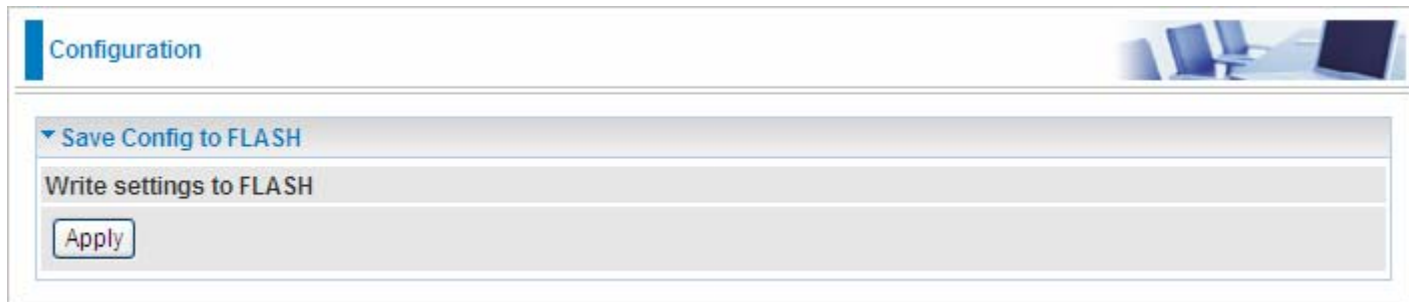 Configuration
Save Config to FLASH
Write settings to FLASH
Apply